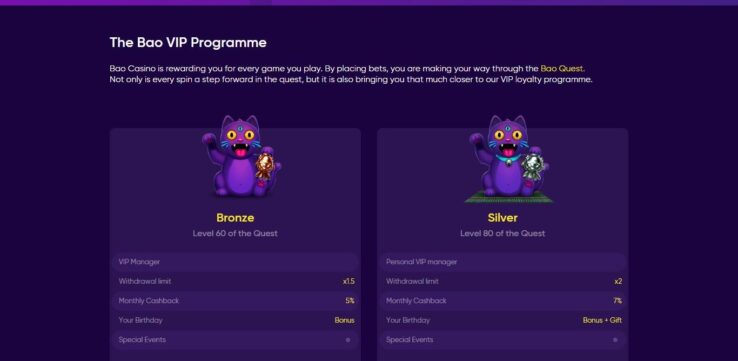 The Bao VIP Programme
Bao Casino is rewarding you for every game you play. By placing bets, you are making your way through the Bao Quest.
Not only is every spin a step forward in the quest, but it is also bringing you that much closer to our VIP loyalty programme.
Bronze
Level 60 of the Quest
VIP Manager
Withdrawal limit x1.5
Monthly Cashback 5%
Your Birthday Bonus
Special Events
Silver
Level 80 of the Quest
Personal VIP manager
Withdrawal limit x2
Monthly Cashback 7%
Your Birthday Bonus + Gift
Special Events